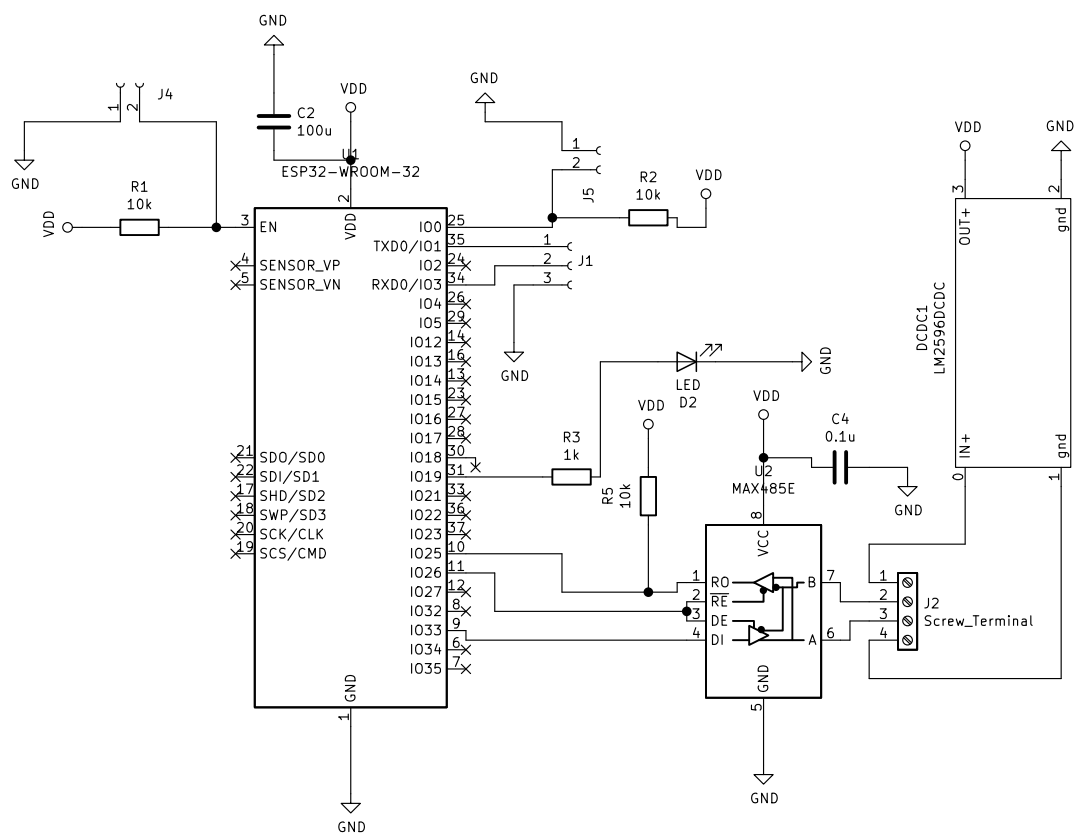 GND
J4
1
2
C2
100u
VDD
GND
U1
ESP32-WROOM-32
GND
1
2
J5
R2
10k
VDD
VDD
GND
R1
10k
VDD
3 EN
2
VDD
IO0 25
TXD0/IO1 35
1
4 SENSOR_VP
IO2 24
2
J1
5 SENSOR_VN
RXD0/IO3 34
3
IO4 26
IO5 29
IO12 14
IO13 16
IO14 13
IO15 23
IO16 27
IO17 28
21 SDO/SD0
IO18 30
22 SDI/SD1
IO19 31
17 SHD/SD2
IO21 33
18 SWP/SD3
IO22 36
20 SCK/CLK
IO23 37
19 SCS/CMD
IO25 10
IO26 11
IO27 12
IO32 8
IO33 9
IO34 6
IO35 7
GND
1
GND
GND
LED
D2
GND
R3
1k
VDD
R5
10k
VDD
C4
0.1u
GND
U2
MAX485E
8
VCC
1 RO
B 7
2 RE
3 DE
4 DI
A 6
GND
5
GND
VDD
GND
3
2
OUT+
gnd
DCDC1
LM2596DCDC
IN+
gnd
0
1
1
2
3
4
J2
Screw_Terminal